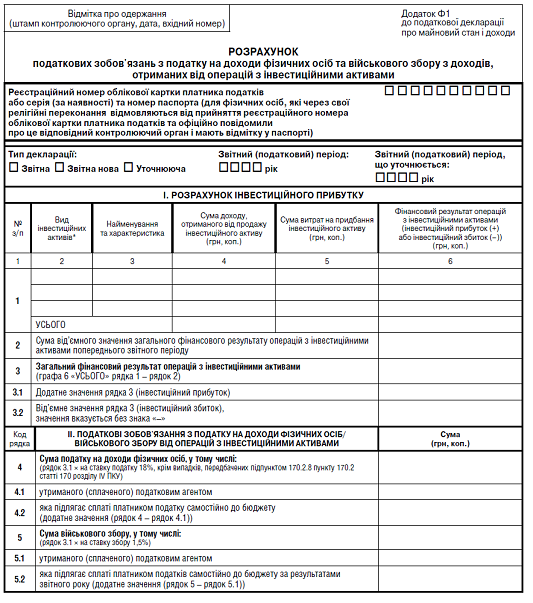 Відмітка про одержання
(штамп контролюючого органу, дата, вхідний номер)
Додаток Ф1
до податкової декларації
про майновий стан і доходи
РОЗРАХУНОК
податкових зобов’язань з податку на доходи фізичних осіб та військового збору з доходів,
отриманих від операцій з інвестиційними активами
Реєстраційний номер облікової картки платника податків
або серія (за наявності) та номер паспорта (для фізичних осіб, які через свої
релігійні переконання відмовляються від прийняття реєстраційного номера
облікової картки платника податків та офіційно повідомили
про це відповідний контролюючий орган і мають відмітку у паспорті)
Тип декларації:
Звітна Звітна нова Уточнююча
Звітний (податковий) період:
рік
Звітний (податковий) період,
що уточнюється:
рік
І. РОЗРАХУНОК ІНВЕСТИЦІЙНОГО ПРИБУТКУ
№
з/п
Вид
інвестиційних
активів*
Найменування
та характеристика
Сума доходу,
отриманого від продажу
інвестиційного активу
(грн, коп.)
Сума витрат на придбання
інвестиційного активу
(грн, коп.)
Фінансовий результат операцій
з інвестиційними активами
(інвестиційний прибуток (+)
або інвестиційний збиток (–))
(грн, коп.)
1 2 3 4 5 6
1
УСЬОГО
2 Сума від’ємного значення загального фінансового результату операцій з інвестиційними
активами попереднього звітного періоду
3 Загальний фінансовий результат операцій з інвестиційними активами
(графа 6 «УСЬОГО» рядка 1 – рядок 2)
3.1 Додатне значення рядка 3 (інвестиційний прибуток)
3.2 Від’ємне значення рядка 3 (інвестиційний збиток),
значення вказується без знака «–»
Код
рядка
ІІ. ПОДАТКОВІ ЗОБОВ’ЯЗАННЯ З ПОДАТКУ НА ДОХОДИ ФІЗИЧНИХ ОСІБ/
ВІЙСЬКОВОГО ЗБОРУ ВІД ОПЕРАЦІЙ З ІНВЕСТИЦІЙНИМИ АКТИВАМИ
Сума
(грн, коп.)
4 Сума податку на доходи фізичних осіб, у тому числі:
(рядок 3.1 × на ставку податку 18%, крім випадків, передбачених підпунктом 170.2.8 пункту 170.2
статті 170 розділу IV ПКУ)
4.1 утриманого (сплаченого) податковим агентом
4.2 яка підлягає сплаті платником податку самостійно до бюджету
(додатне значення (рядок 4 – рядок 4.1))
5 Сума військового збору, у тому числі:
(рядок 3.1 × на ставку збору 1,5%)
5.1 утриманого (сплаченого) податковим агентом
5.2 яка підлягає сплаті платником податків самостійно до бюджету за результатами
звітного року (додатне значення (рядок 5 – рядок 5.1))